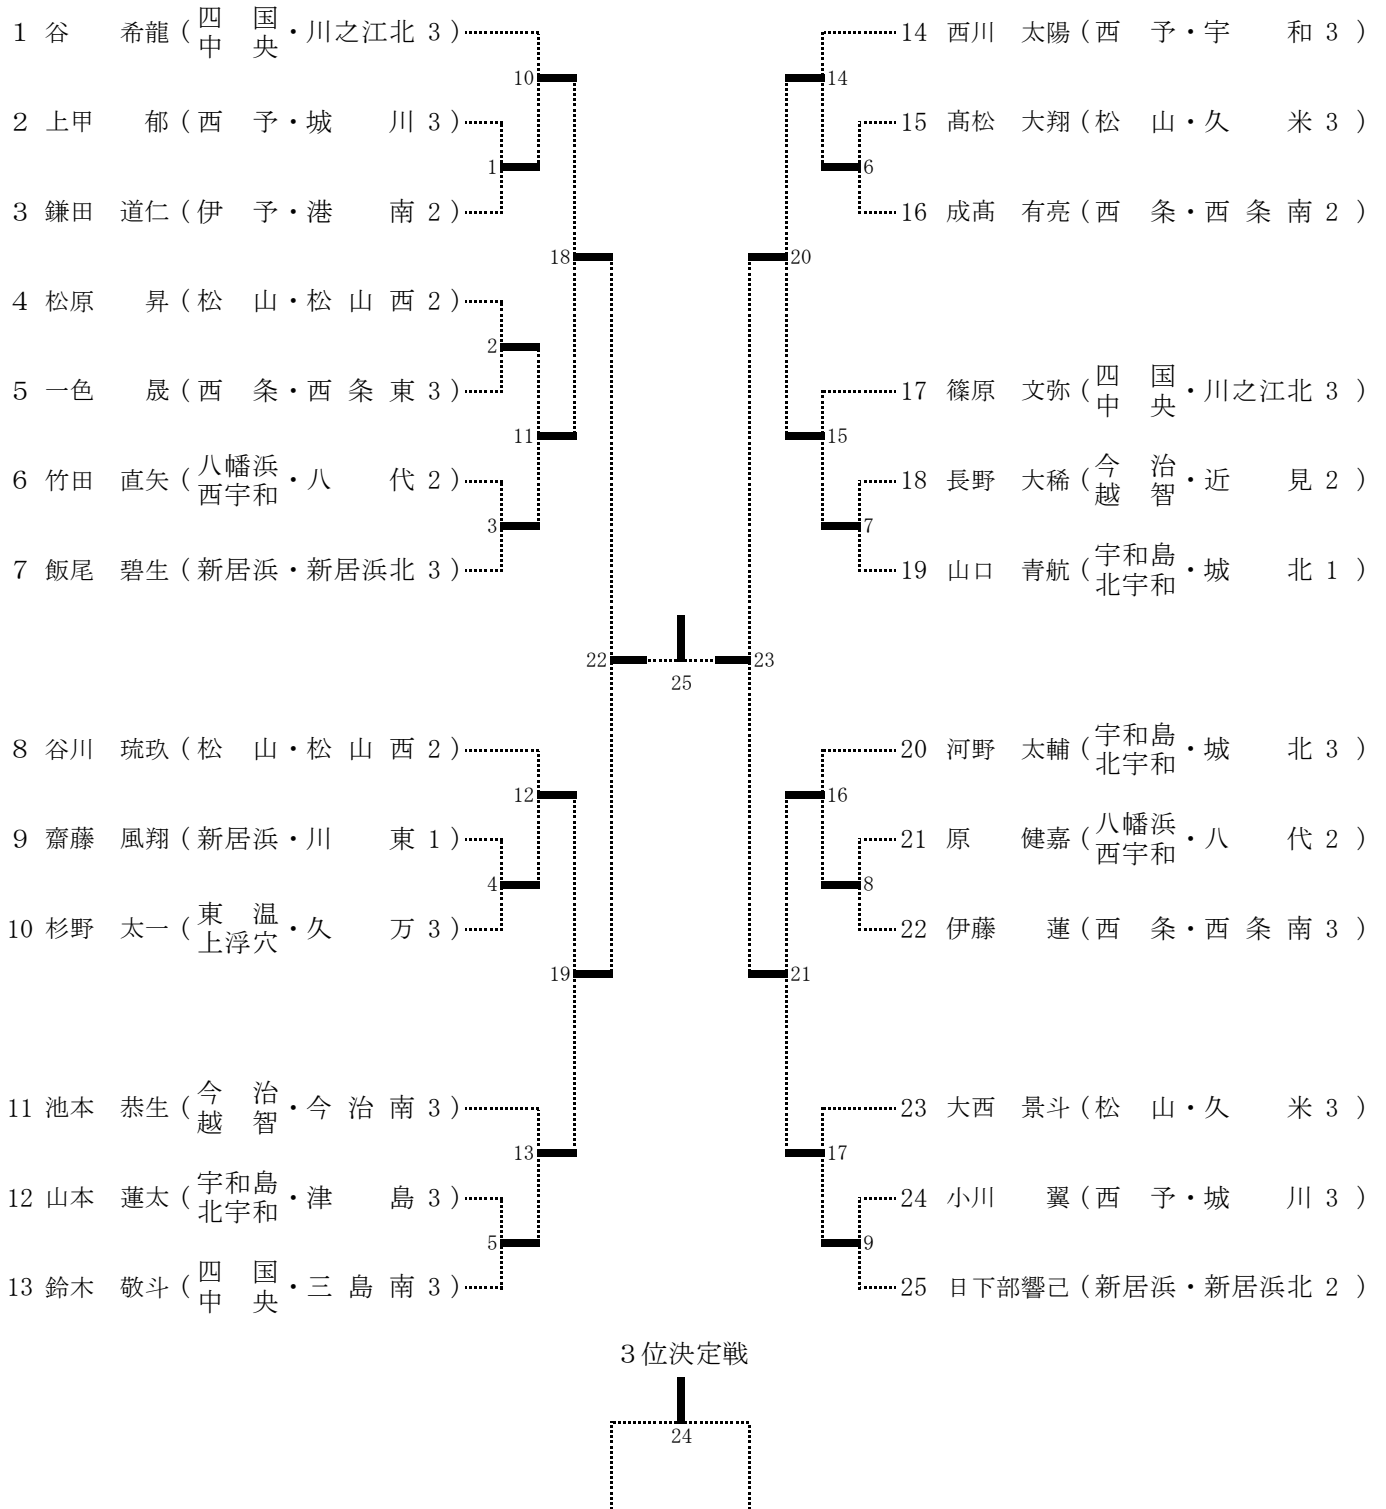 1 谷 希龍 ( 四国中央 ・川之江北 3 )
2 上甲 郁 ( 西 予・城 川 3 )
3 鎌田 道仁 ( 伊 予・港 南 2 )
4 松原 昇 ( 松 山・松 山 西 2 )
5 一色 晟 ( 西 条・西 条 東 3 )
6 竹田 直矢 ( 八幡浜西宇和 ・八 代 2 )
7 飯尾 碧生 ( 新居浜・新居浜北 3 )
8 谷川 琉玖 ( 松 山・松 山 西 2 )
9 齋藤 風翔 ( 新居浜・川 東 1 )
10 杉野 太一 ( 東温上浮穴 ・久 万 3 )
11 池本 恭生 ( 今治越智 ・今 治 南 3 )
12 山本 蓮太 ( 宇和島北宇和 ・津 島 3 )
13 鈴木 敬斗 ( 四国中央 ・三 島 南 3 )
10
1
18
2
11
3
22
12
4
19
13
5
25
14
6
20
15
7
23
16
8
21
17
9
14 西川 太陽 ( 西 予・宇 和 3 )
15 髙松 大翔 ( 松 山・久 米 3 )
16 成髙 有亮 ( 西 条・西 条 南 2 )
17 篠原 文弥 ( 四国中央 ・川之江北 3 )
18 長野 大稀 ( 今治越智 ・近 見 2 )
19 山口 青航 ( 宇和島北宇和 ・城 北 1 )
20 河野 太輔 ( 宇和島北宇和 ・城 北 3 )
21 原 健嘉 ( 八幡浜西宇和 ・八 代 2 )
22 伊藤 蓮 ( 西 条・西 条 南 3 )
23 大西 景斗 ( 松 山・久 米 3 )
24 小川 翼 ( 西 予・城 川 3 )
25 日下部響己 ( 新居浜・新居浜北 2 )
３位決定戦
24